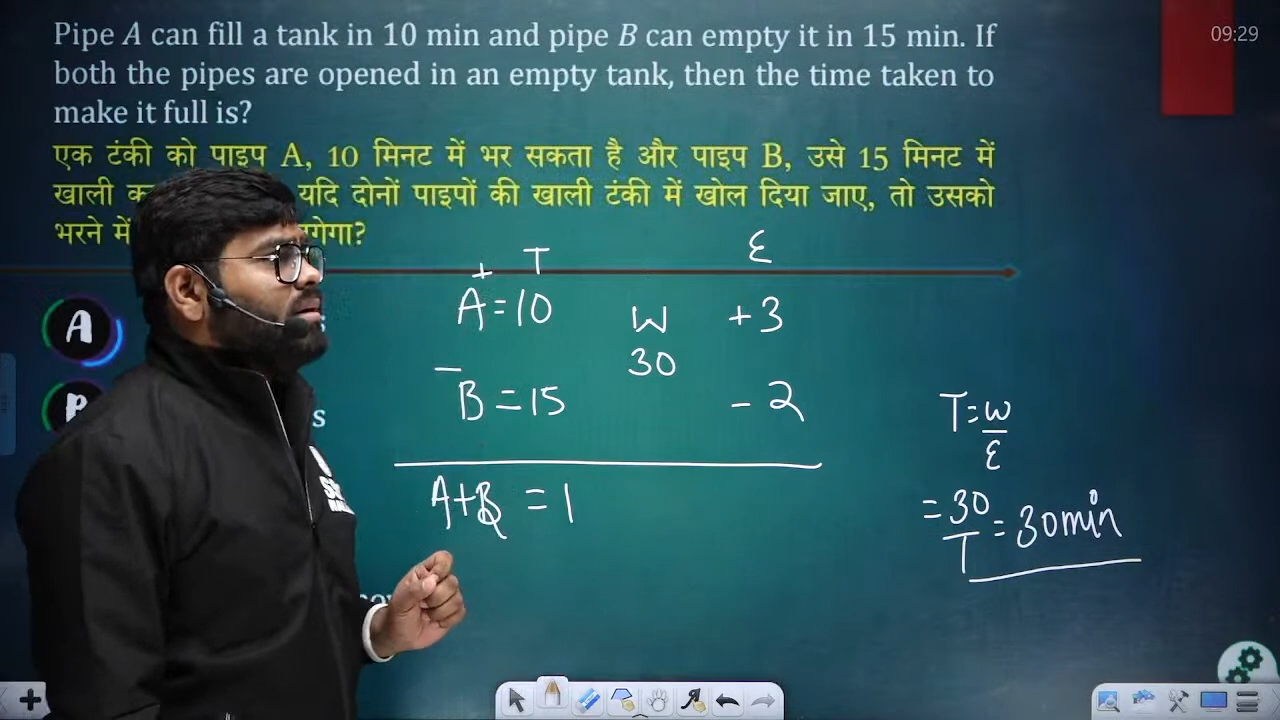 Pipe A can fill a tank in 10 min and pipe B can empty it in 15 min. If
both the pipes are opened in an empty tank, then the time taken to
make it full is?
एक टंकी को पाइप A, 10 मिनट में भर सकता है और पाइप B, उसे 15 मिनट में
खाली यदि दोनों पाइपों की खाली टंकी में खोल दिया जाए, तो उसको
भरने में
09:29
+ T E
A=10 W +3
30
- B=15 - 2
A+B = 1
T=W/E
=30/1=30min
A
B
s